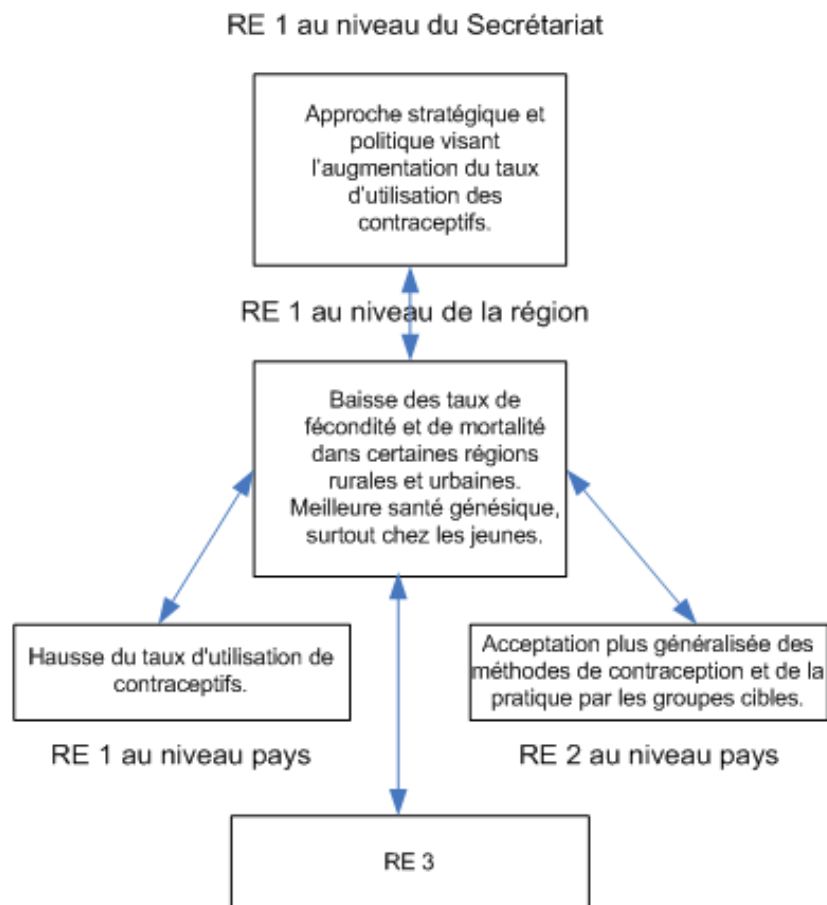 RE 1 au niveau du Secrétariat
Approche stratégique et
politique visant
l'augmentation du taux
d'utilisation des
contraceptifs.
RE 1 au niveau de la région
Baisse des taux de
fécondité et de mortalité
dans certaines régions
rurales et urbaines.
Meilleure santé génésique,
surtout chez les jeunes.
Hausse du taux d'utilisation de
contraceptifs.
Acceptation plus généralisée des
méthodes de contraception et de la
pratique par les groupes cibles.
RE 1 au niveau pays
RE 2 au niveau pays
RE 3